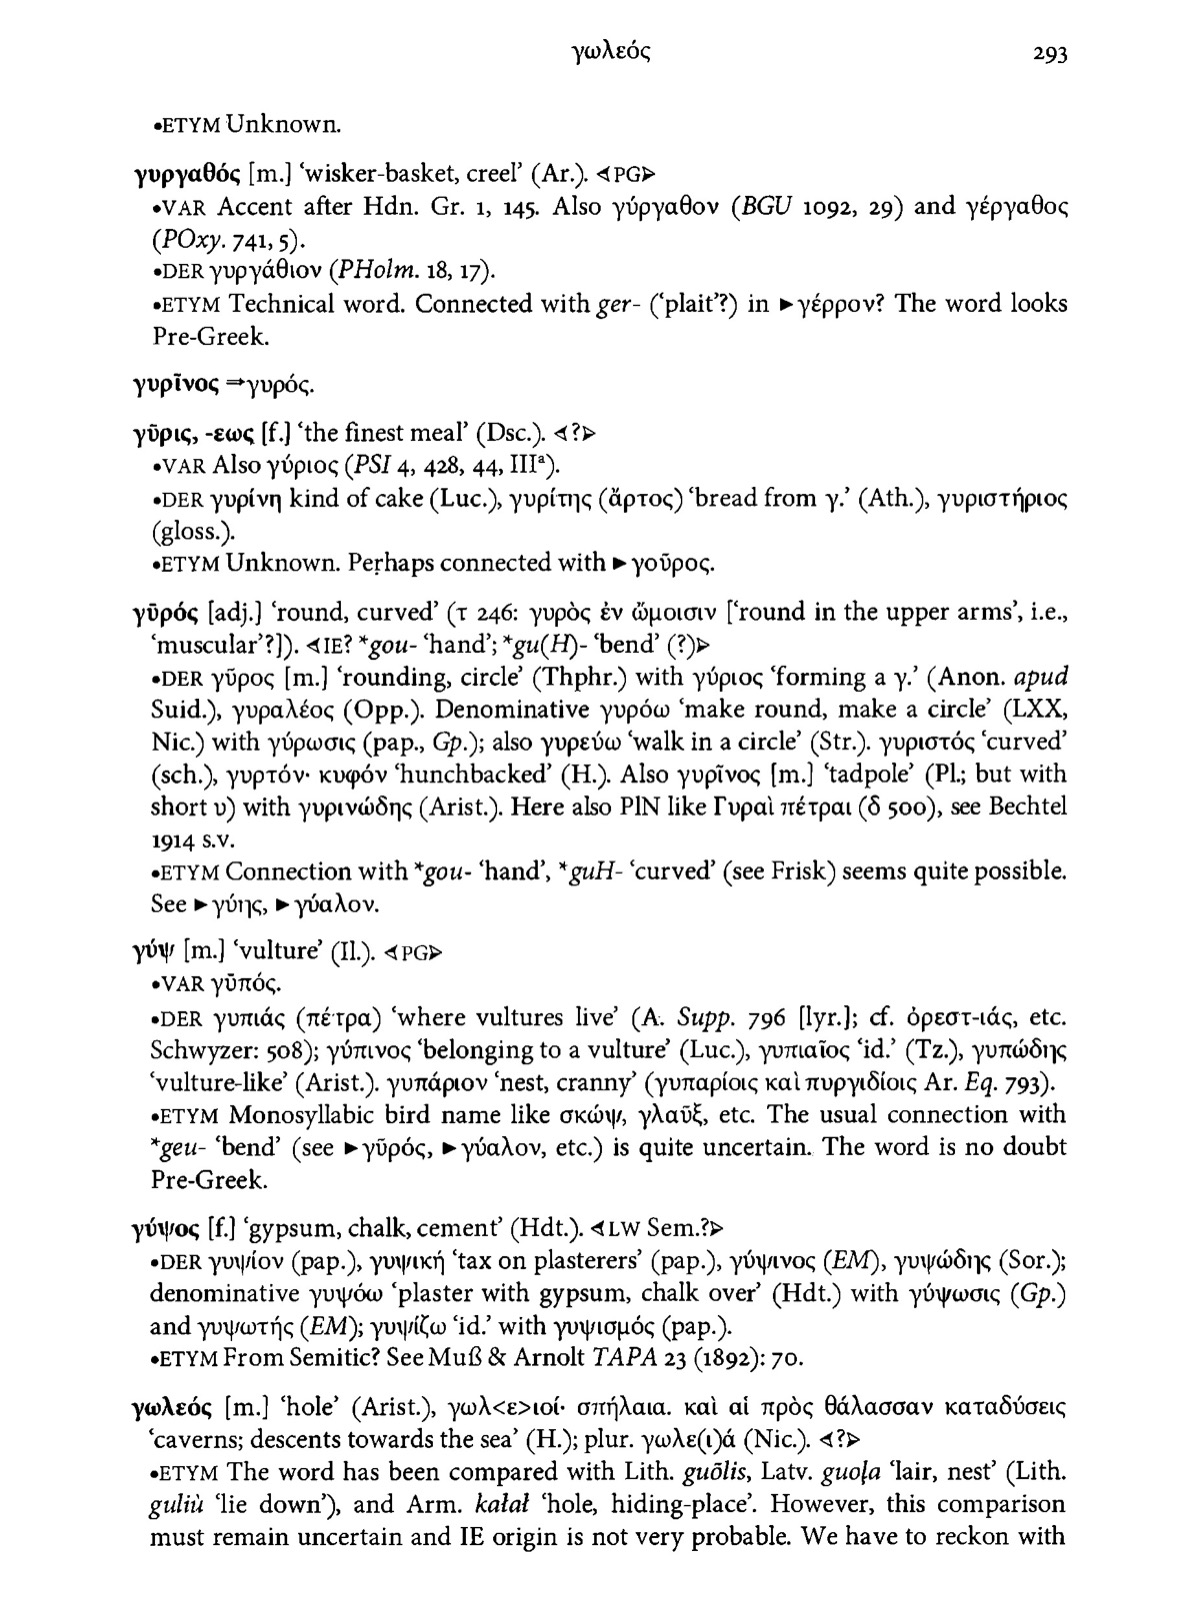 γωλεός 293
•ETYM Unknown.
γυργαθός [m.] ‘wisker-basket, creel’ (Ar.). ⊲PG⊳
•VAR Accent after Hdn. Gr. 1, 145. Also γύργαθον (BGU 1092, 29) and γέργαθος
(POxy. 741, 5).
•DER γυργάθιον (PHolm. 18, 17).
•ETYM Technical word. Connected with ger- (‘plait’?) in ►γέρρον? The word looks
Pre-Greek.
γυρῖνος ⇒γυρός.
γῦρις, -εως [f.] ‘the finest meal’ (Dsc.). ⊲?⊳
•VAR Also γύριος (PSI 4, 428, 44, IIIᵃ).
•DER γυρίνη kind of cake (Luc.), γυρίτης (ἄρτος) ‘bread from γ.’ (Ath.), γυριστήριος
(gloss.).
•ETYM Unknown. Perhaps connected with ►γοῦρος.
γῡρός [adj.] ‘round, curved’ (τ 246: γυρὸς ἐν ὤμοισιν [‘round in the upper arms’, i.e.,
‘muscular’?]). ⊲IE? *gou- ‘hand’; *gu(H)- ‘bend’ (?)⊳
•DER γῦρος [m.] ‘rounding, circle’ (Thphr.) with γύριος ‘forming a γ.’ (Anon. apud
Suid.), γυραλέος (Opp.). Denominative γυρόω ‘make round, make a circle’ (LXX,
Nic.) with γύρωσις (pap., Gp.); also γυρεύω ‘walk in a circle’ (Str.). γυριστός ‘curved’
(sch.), γυρτόν· κυφόν ‘hunchbacked’ (H.). Also γυρῖνος [m.] ‘tadpole’ (Pl.; but with
short υ) with γυρινώδης (Arist.). Here also PlN like Γυραὶ πέτραι (δ 500), see Bechtel
1914 s.v.
•ETYM Connection with *gou- ‘hand’, *guH- ‘curved’ (see Frisk) seems quite possible.
See ►γύης, ►γύαλον.
γύψ [m.] ‘vulture’ (Il.). ⊲PG⊳
•VAR γῡπός.
•DER γυπιάς (πέτρα) ‘where vultures live’ (A. Supp. 796 [lyr.]; cf. ὀρεστ-ιάς, etc.
Schwyzer: 508); γύπινος ‘belonging to a vulture’ (Luc.), γυπιαῖος ‘id.’ (Tz.), γυπώδης
‘vulture-like’ (Arist.). γυπάριον ‘nest, cranny’ (γυπαρίοις καὶ πυργιδίοις Ar. Eq. 793).
•ETYM Monosyllabic bird name like σκώψ, γλαῦξ, etc. The usual connection with
*geu- ‘bend’ (see ►γῡρός, ►γύαλον, etc.) is quite uncertain. The word is no doubt
Pre-Greek.
γύψος [f.] ‘gypsum, chalk, cement’ (Hdt.). ⊲LW Sem.?⊳
•DER γυψίον (pap.), γυψική ‘tax on plasterers’ (pap.), γύψινος (EM), γυψώδης (Sor.);
denominative γυψόω ‘plaster with gypsum, chalk over’ (Hdt.) with γύψωσις (Gp.)
and γυψωτής (EM); γυψίζω ‘id.’ with γυψισμός (pap.).
•ETYM From Semitic? See Muß & Arnolt TAPA 23 (1892): 70.
γωλεός [m.] ‘hole’ (Arist.), γωλ<ε>ιοί· σπήλαια. καὶ αἱ πρὸς θάλασσαν καταδύσεις
‘caverns; descents towards the sea’ (H.); plur. γωλε(ι)ά (Nic.). ⊲?⊳
•ETYM The word has been compared with Lith. guõlis, Latv. guoļa ‘lair, nest’ (Lith.
guliù ‘lie down’), and Arm. kałał ‘hole, hiding-place’. However, this comparison
must remain uncertain and IE origin is not very probable. We have to reckon with